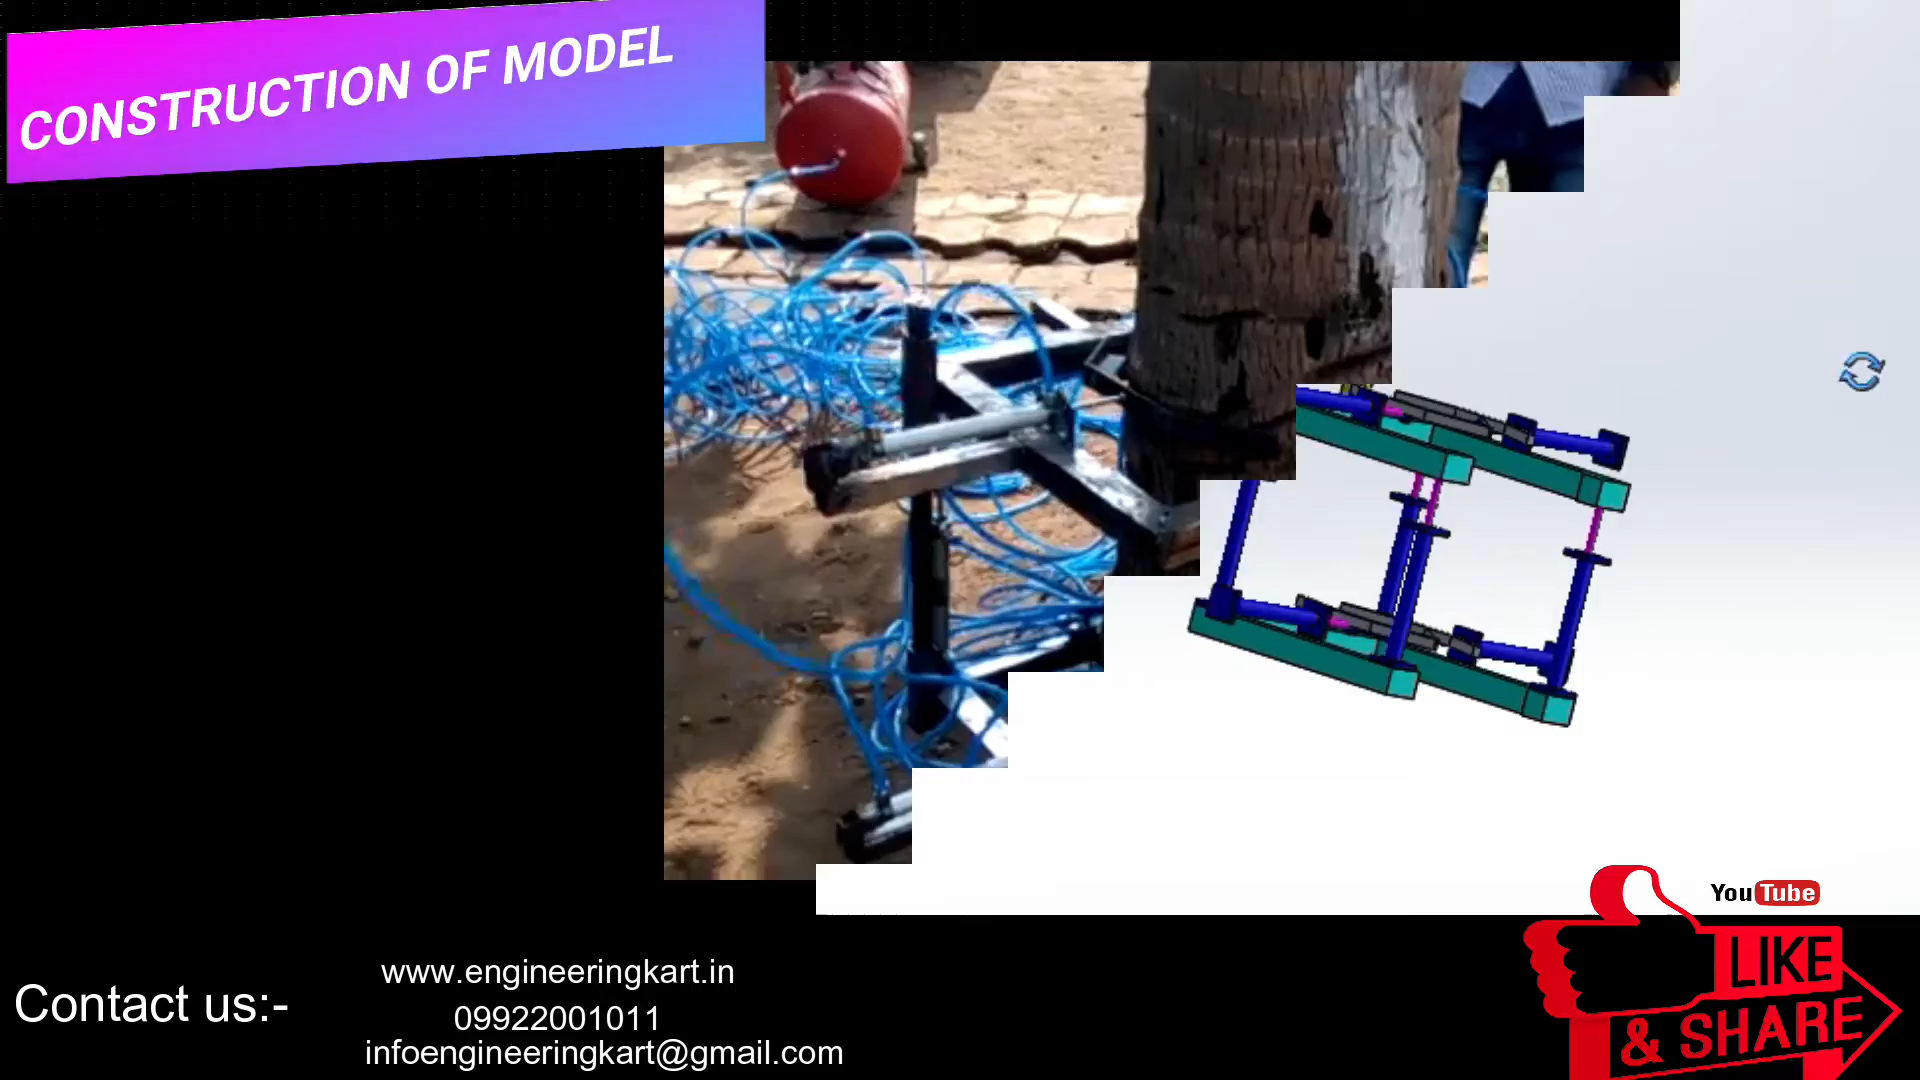 CONSTRUCTION OF MODEL
YouTube
LIKE
& SHARE
Contact us:-
www.engineeringkart.in
09922001011
infoengineeringkart@gmail.com